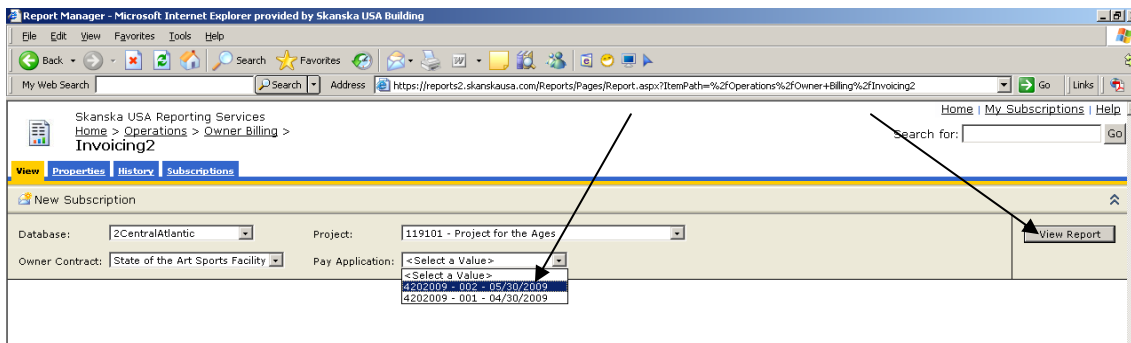 Report Manager - Microsoft Internet Explorer provided by Skanska USA Building
File Edit View Favorites Tools Help
Back Search Favorites
My Web Search Search Address https://reports2.skanskausa.com/Reports/Pages/Report.aspx?ItemPath=%2fOperations%2fOwner+Billing%2fInvoicing2 Go Links
Skanska USA Reporting Services Home | My Subscriptions | Help
Home > Operations > Owner Billing >
Invoicing2 Search for: Go
View Properties History Subscriptions
New Subscription
Database: 2CentralAtlantic Project: 119101 - Project for the Ages View Report
Owner Contract: State of the Art Sports Facility Pay Application: <Select a Value>
<Select a Value>
4202009 - 002 - 05/30/2009
4202009 - 001 - 04/30/2009